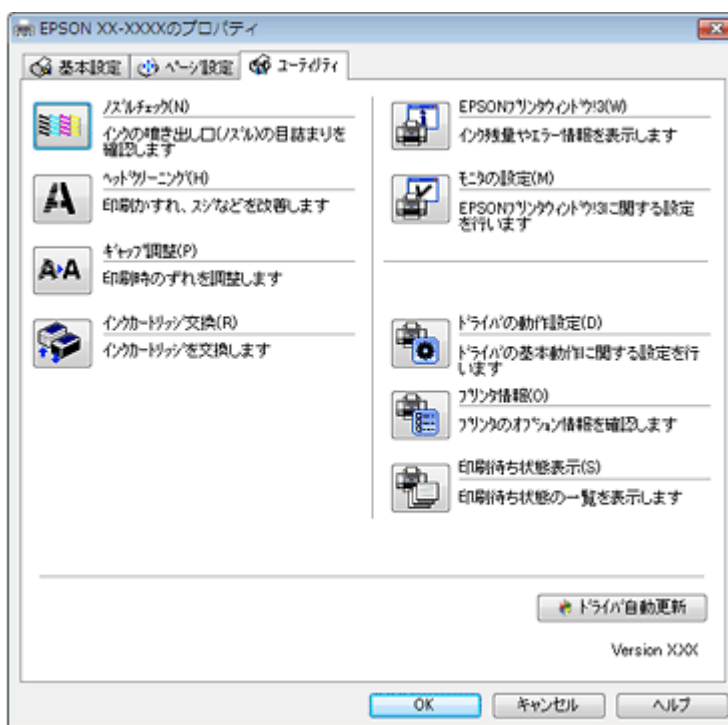 EPSON XX-XXXXのプロパティ
基本設定
ページ設定
ユーティリティ
ノズルチェック(N)
インクの噴き出し口(ノズル)の目詰まりを
確認します
ヘッドクリーニング(H)
印刷かすれ、スジなどを改善します
ギャップ調整(P)
印刷時のずれを調整します
インクカートリッジ交換(R)
インクカートリッジを交換します
EPSONプリンタウィンドウ!3(W)
インク残量やエラー情報を表示します
モニタの設定(M)
EPSONプリンタウィンドウ!3に関する設定
を行います
ドライバの動作設定(D)
ドライバの基本動作に関する設定を行
います
プリンタ情報(O)
プリンタのオプション情報を確認します
印刷待ち状態表示(S)
印刷待ち状態の一覧を表示します
ドライバ自動更新
Version X.XX
OK
キャンセル
ヘルプ